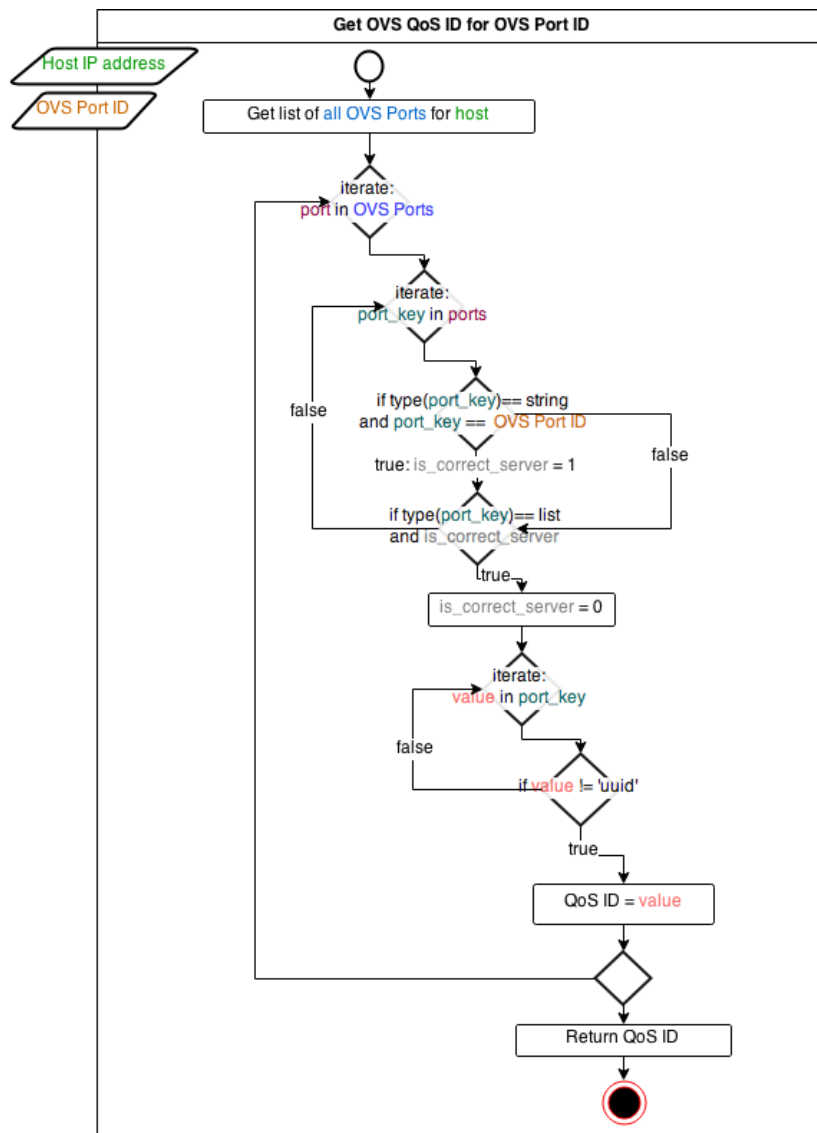 Get OVS QoS ID for OVS Port ID
Host IP address
OVS Port ID
Get list of all OVS Ports for host
iterate:
port in OVS Ports
iterate:
port_key in ports
if type(port_key)== string
and port_key == OVS Port ID
false
false
true: is_correct_server = 1
if type(port_key)== list
and is_correct_server
true
is_correct_server = 0
iterate:
value in port_key
false
if value != 'uuid'
true
QoS ID = value
Return QoS ID